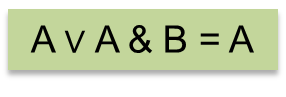 A ∨ A & B = A